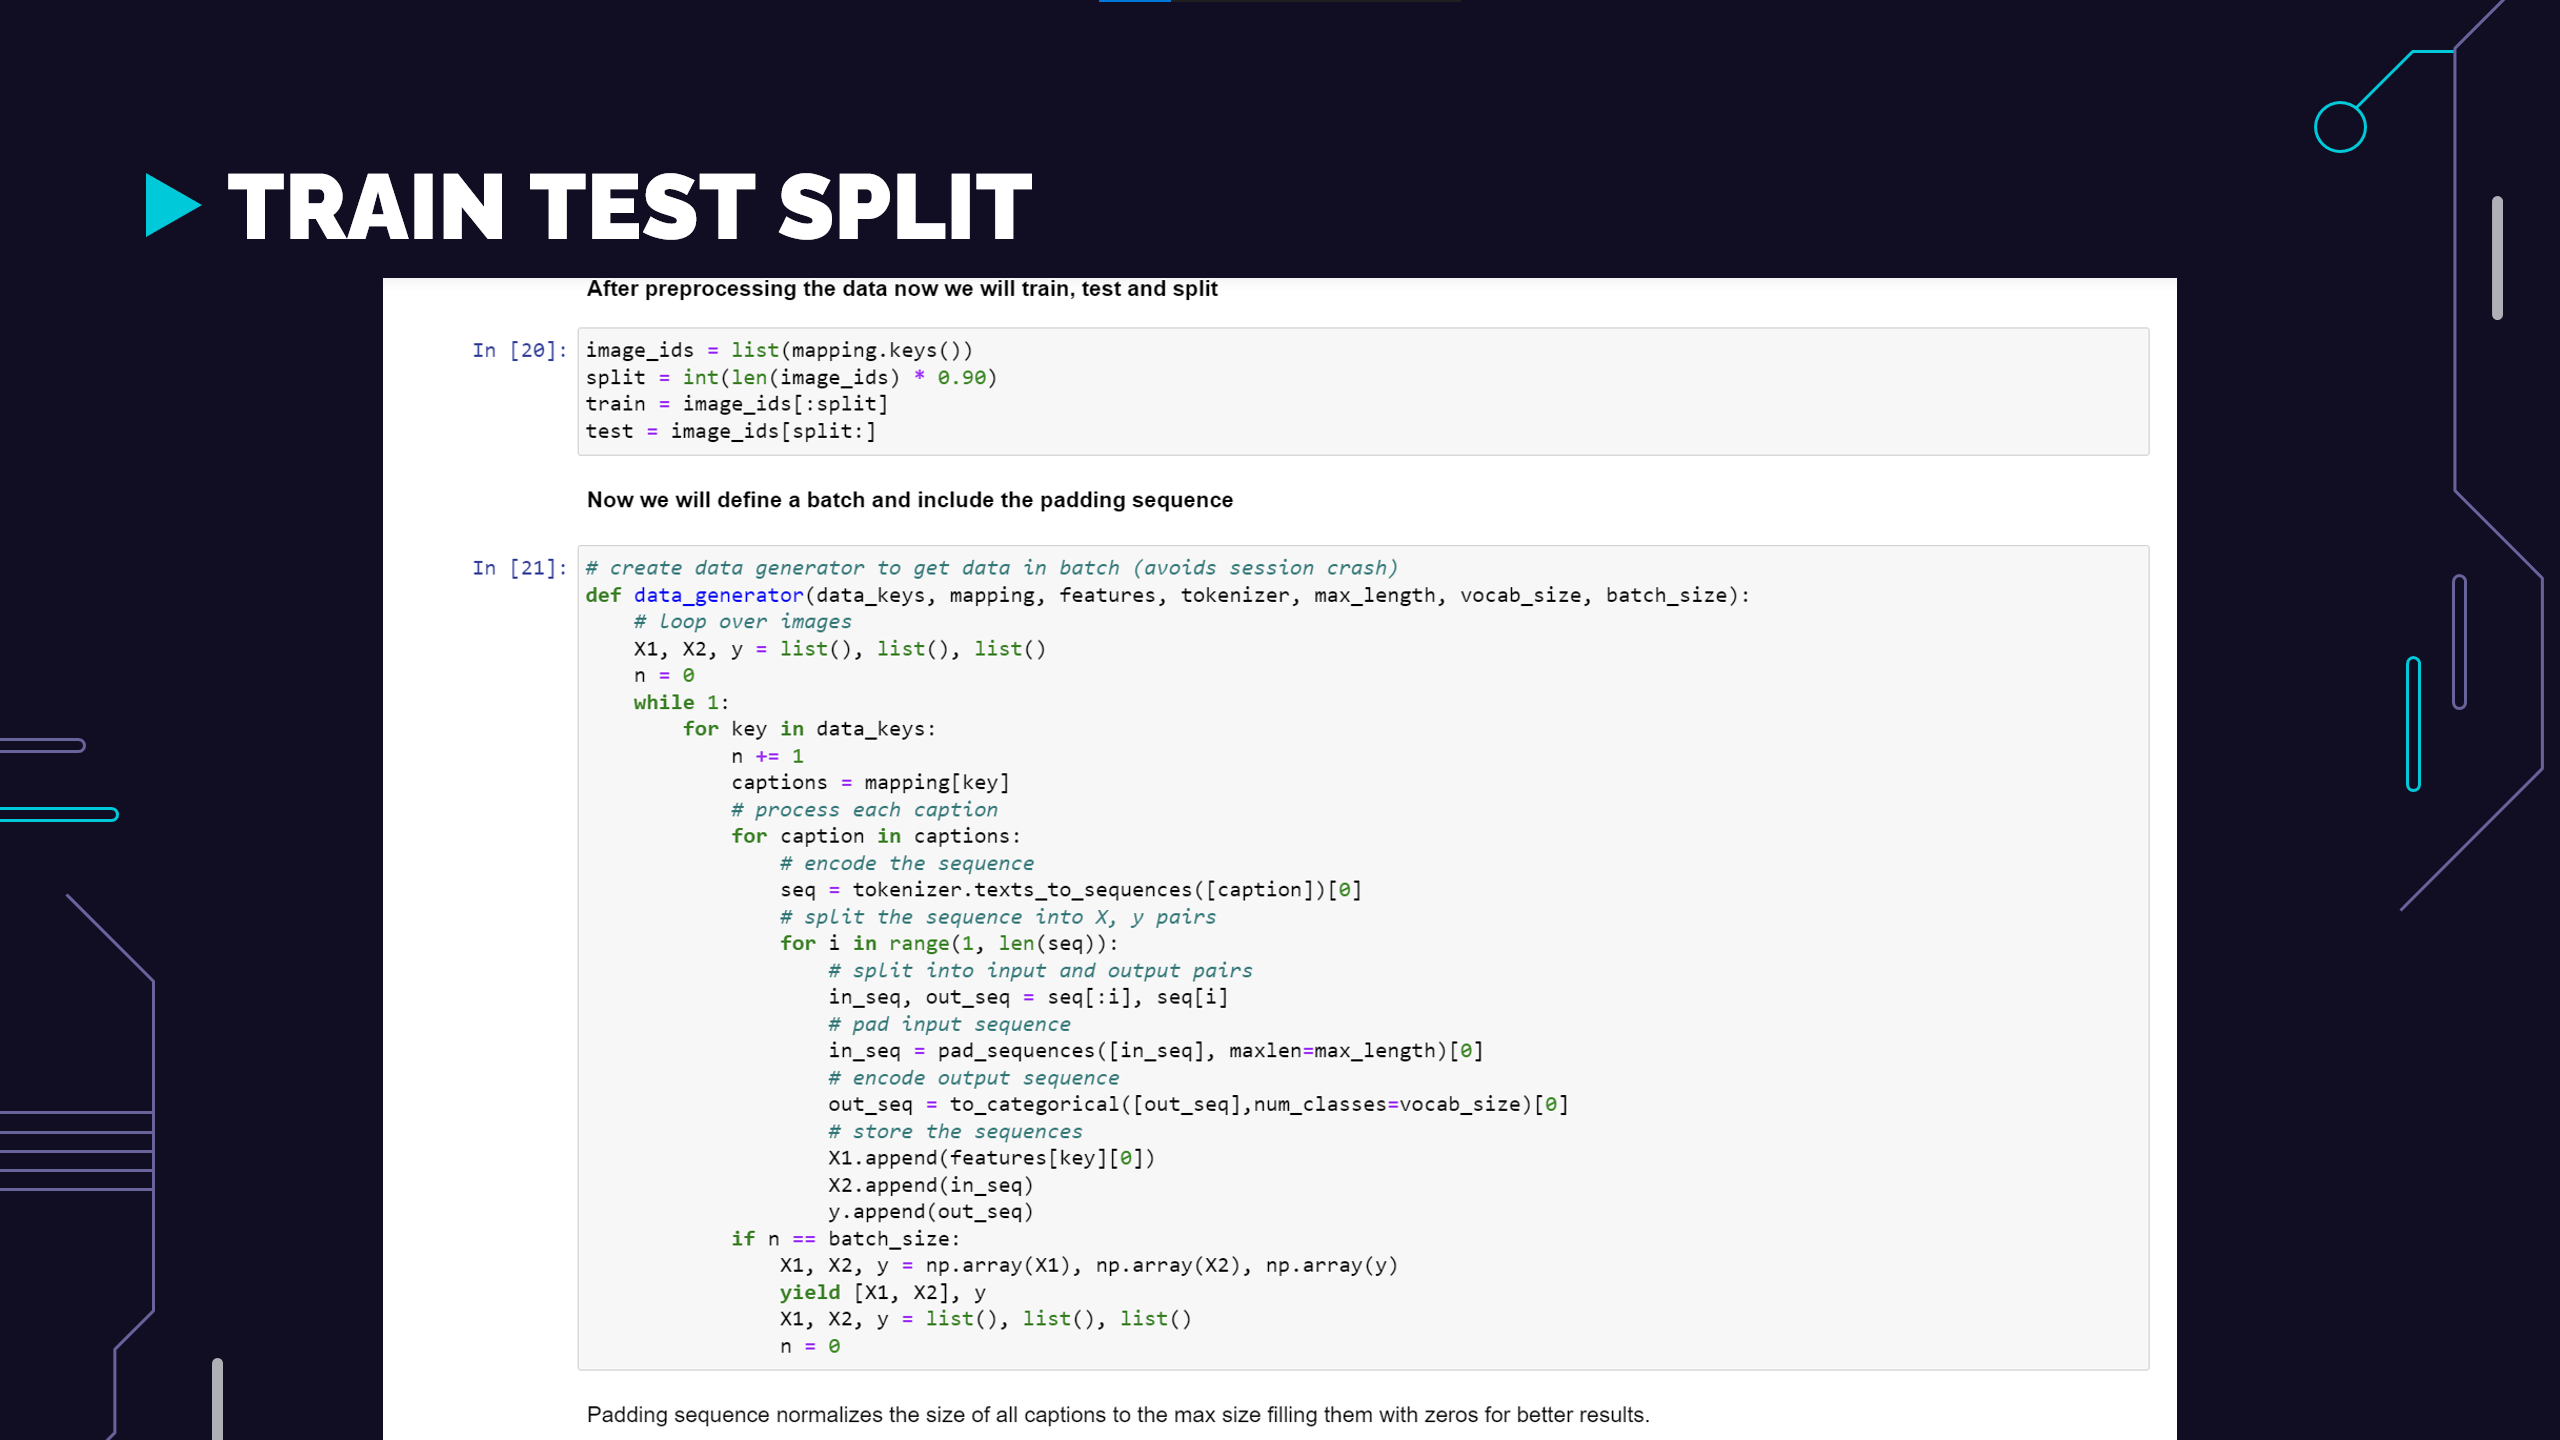 TRAIN TEST SPLIT
After preprocessing the data now we will train, test and split
In [20]: image_ids = list(mapping.keys())
split = int(len(image_ids) * 0.90)
train = image_ids[:split]
test = image_ids[split:]
Now we will define a batch and include the padding sequence
In [21]: # create data generator to get data in batch (avoids session crash)
def data_generator(data_keys, mapping, features, tokenizer, max_length, vocab_size, batch_size):
    # loop over images
    X1, X2, y = list(), list(), list()
    n = 0
    while 1:
        for key in data_keys:
            n += 1
            captions = mapping[key]
            # process each caption
            for caption in captions:
                # encode the sequence
                seq = tokenizer.texts_to_sequences([caption])[0]
                # split the sequence into X, y pairs
                for i in range(1, len(seq)):
                    # split into input and output pairs
                    in_seq, out_seq = seq[:i], seq[i]
                    # pad input sequence
                    in_seq = pad_sequences([in_seq], maxlen=max_length)[0]
                    # encode output sequence
                    out_seq = to_categorical([out_seq],num_classes=vocab_size)[0]
                    # store the sequences
                    X1.append(features[key][0])
                    X2.append(in_seq)
                    y.append(out_seq)
            if n == batch_size:
                X1, X2, y = np.array(X1), np.array(X2), np.array(y)
                yield [X1, X2], y
                X1, X2, y = list(), list(), list()
                n = 0
Padding sequence normalizes the size of all captions to the max size filling them with zeros for better results.